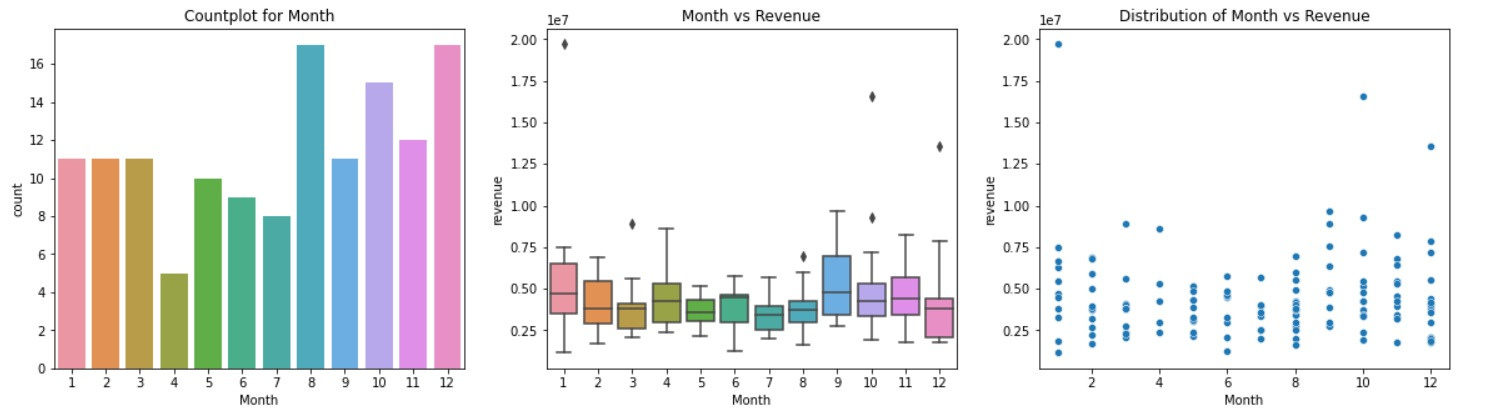 Countplot for Month
16
14
12
10
8
6
4
2
0
count
1 2 3 4 5 6 7 8 9 10 11 12
Month
Month vs Revenue
1e7
2.00
1.75
1.50
1.25
1.00
0.75
0.50
0.25
revenue
1 2 3 4 5 6 7 8 9 10 11 12
Month
Distribution of Month vs Revenue
1e7
2.00
1.75
1.50
1.25
1.00
0.75
0.50
0.25
revenue
2 4 6 8 10 12
Month